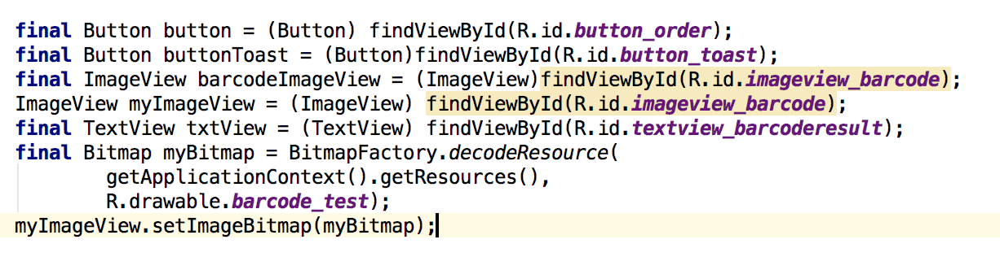 final Button button = (Button) findViewById(R.id.button_order);
final Button buttonToast = (Button)findViewById(R.id.button_toast);
final ImageView barcodeImageView = (ImageView)findViewById(R.id.imageview_barcode);
ImageView myImageView = (ImageView) findViewById(R.id.imageview_barcode);
final TextView txtView = (TextView) findViewById(R.id.textview_barcoderesult);
final Bitmap myBitmap = BitmapFactory.decodeResource(
        getApplicationContext().getResources(),
        R.drawable.barcode_test);
myImageView.setImageBitmap(myBitmap);